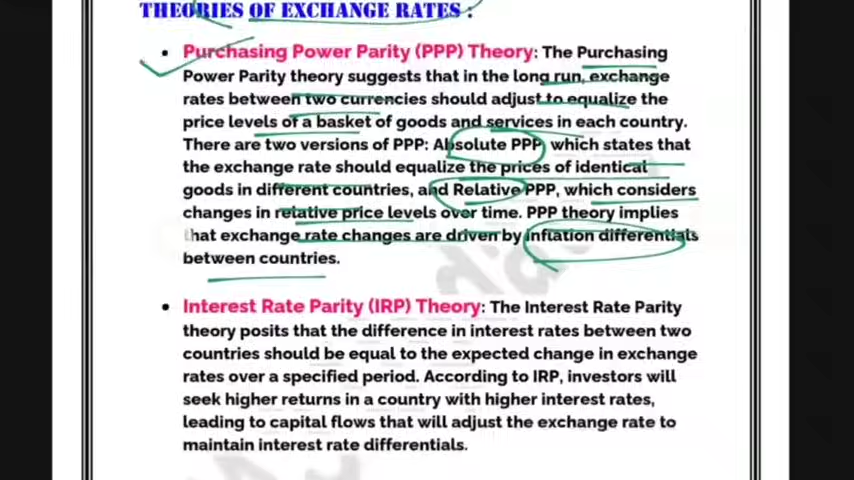 THEORIES OF EXCHANGE RATES :
• Purchasing Power Parity (PPP) Theory: The Purchasing
Power Parity theory suggests that in the long run, exchange
rates between two currencies should adjust to equalize the
price levels of a basket of goods and services in each country.
There are two versions of PPP: Absolute PPP, which states that
the exchange rate should equalize the prices of identical
goods in different countries, and Relative PPP, which considers
changes in relative price levels over time. PPP theory implies
that exchange rate changes are driven by inflation differentials
between countries.
• Interest Rate Parity (IRP) Theory: The Interest Rate Parity
theory posits that the difference in interest rates between two
countries should be equal to the expected change in exchange
rates over a specified period. According to IRP, investors will
seek higher returns in a country with higher interest rates,
leading to capital flows that will adjust the exchange rate to
maintain interest rate differentials.